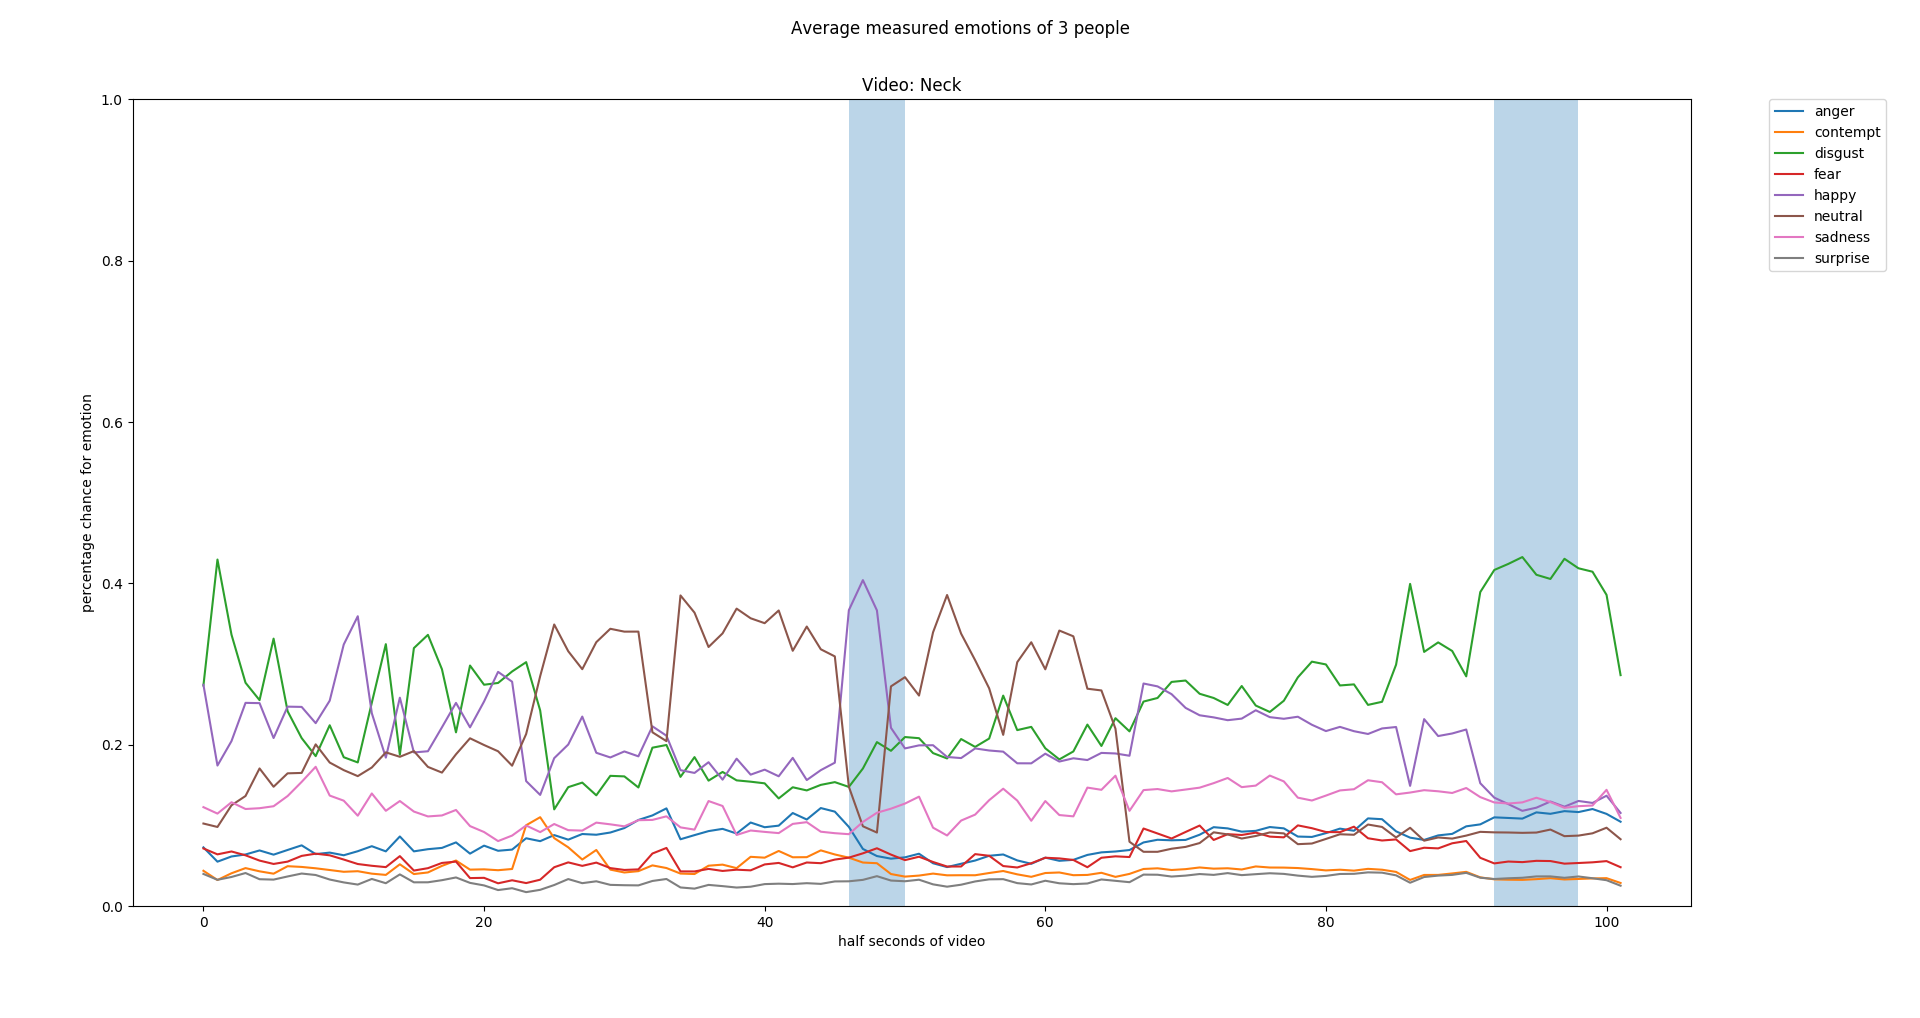 Average measured emotions of 3 people
Video: Neck
1.0
0.8
0.6
0.4
0.2
0.0
percentage chance for emotion
0 20 40 60 80 100
half seconds of video
anger
contempt
disgust
fear
happy
neutral
sadness
surprise